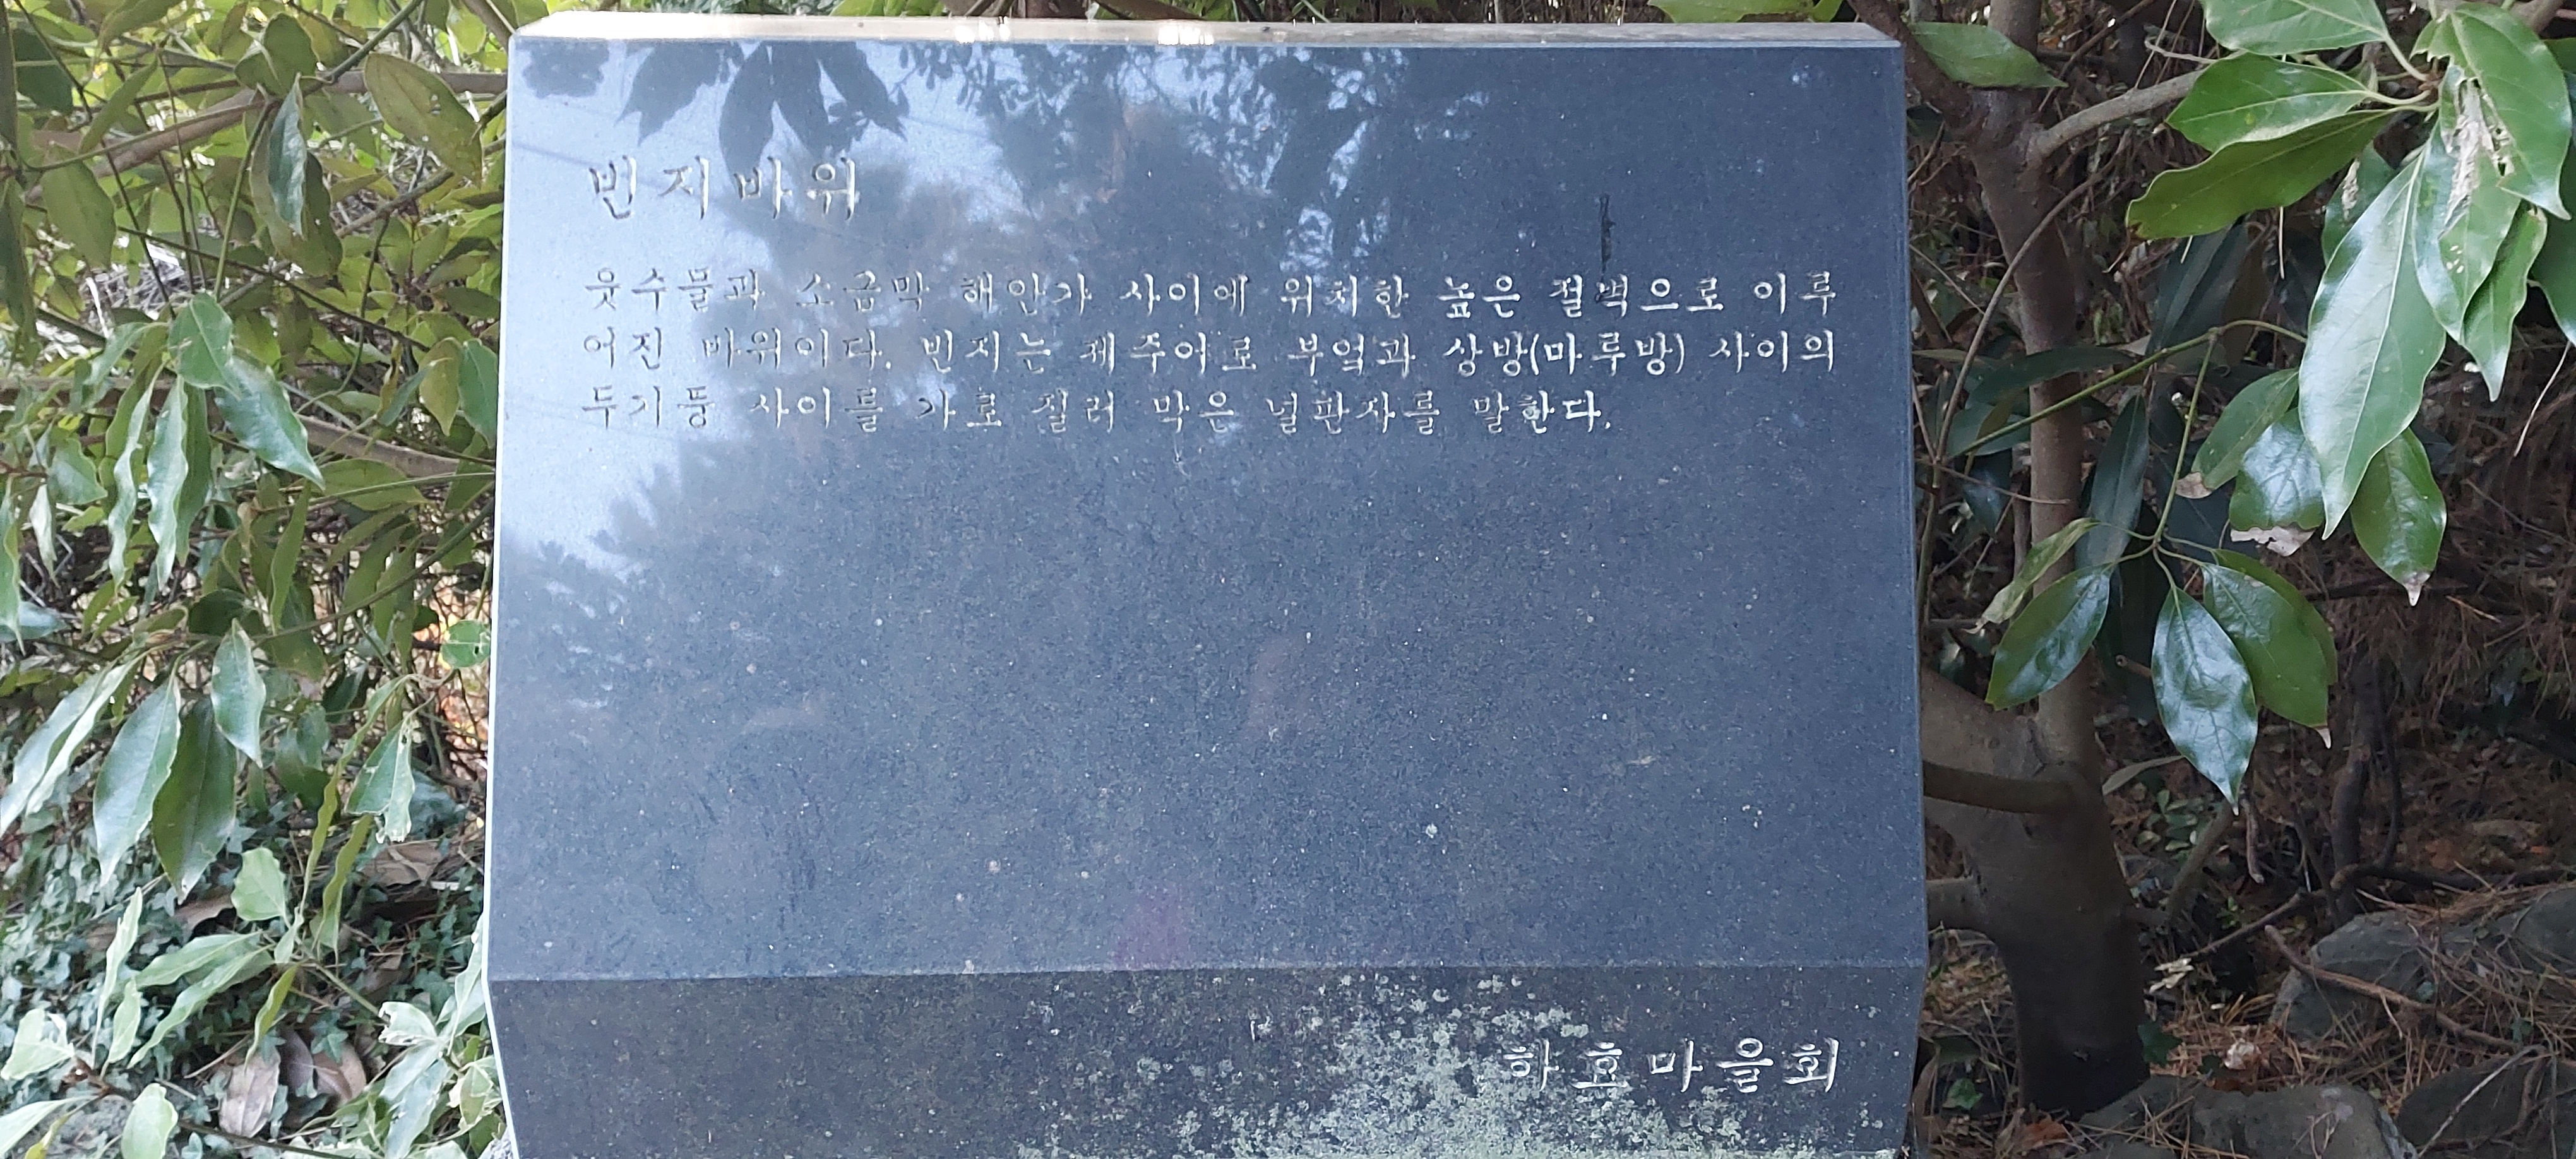 빈지바위
웃수물과 소금막 해안가 사이에 위치한 높은 절벽으로 이루
어진 바위이다. 빈지는 제주어로 부엌과 상방(마루방) 사이의
두기둥 사이를 가로 질러 막은 널판자를 말한다.
하효마을회